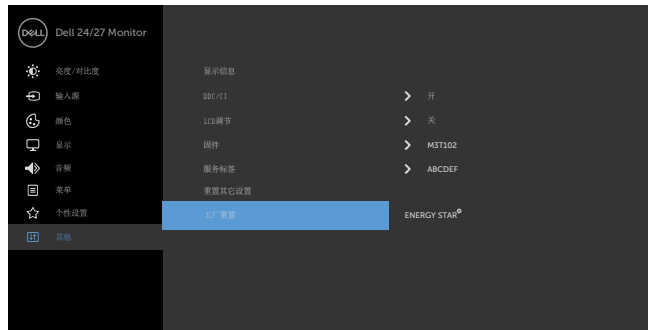 DELL Dell 24/27 Monitor
亮度/对比度
输入源
颜色
显示
音频
菜单
个性设置
其他
显示信息
DDC/CI 开
LCD调节 关
固件 M3T102
服务标签 ABCDEF
重置其它设置
工厂重置 ENERGY STAR®